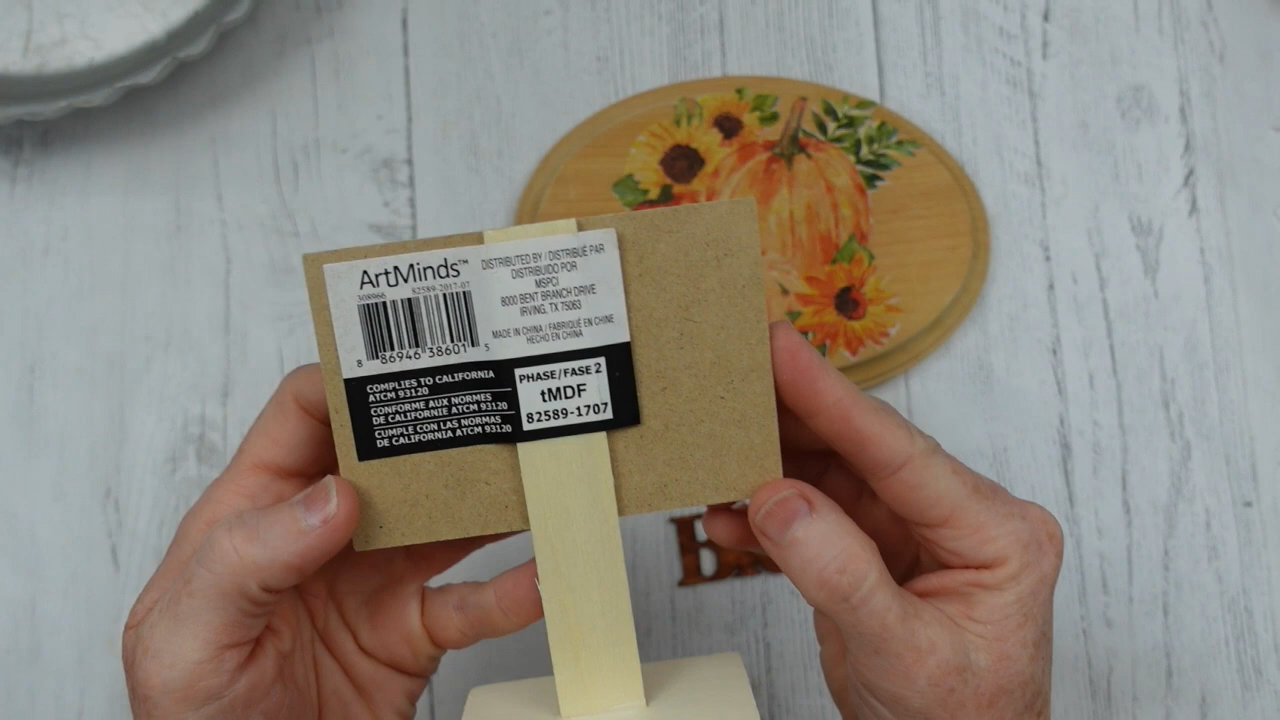 ArtMinds™
308966 82589-2017-07
8 86946 38601 5
DISTRIBUTED BY / DISTRIBUÉ PAR
DISTRIBUIDO POR
MSPCI
8000 BENT BRANCH DRIVE
IRVING, TX 75063
MADE IN CHINA / FABRIQUÉ EN CHINE
HECHO EN CHINA
COMPLIES TO CALIFORNIA
ATCM 93120
CONFORME AUX NORMES
DE CALIFORNIE ATCM 93120
CUMPLE CON LAS NORMAS
DE CALIFORNIA ATCM 93120
PHASE/FASE 2
tMDF
82589-1707